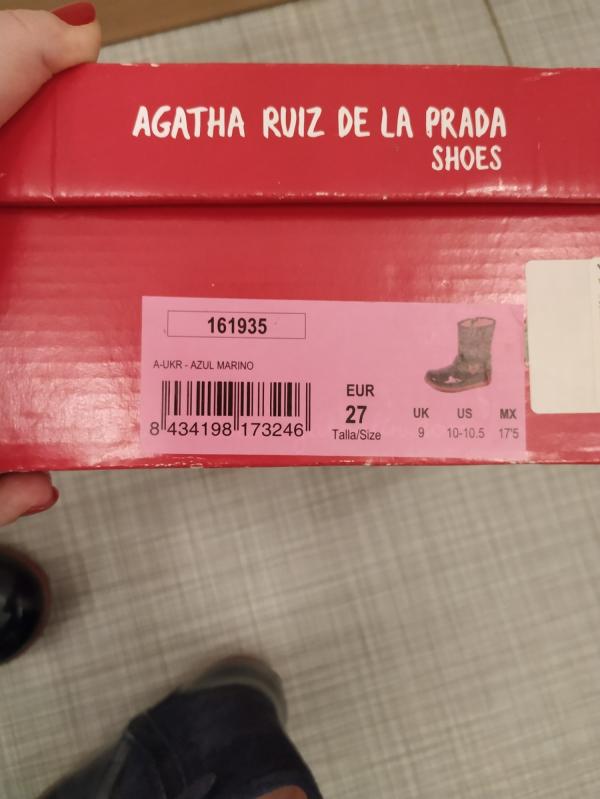 AGATHA RUIZ DE LA PRADA
SHOES
161935
A-UKR - AZUL MARINO
8 434198 173246
EUR
27
Talla/Size
UK US MX
9 10-10.5 17'5